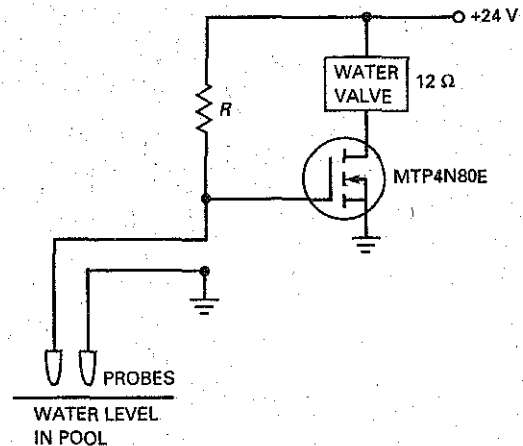 +24 V
WATER
VALVE
12 Ω
R
MTP4N80E
PROBES
WATER LEVEL
IN POOL